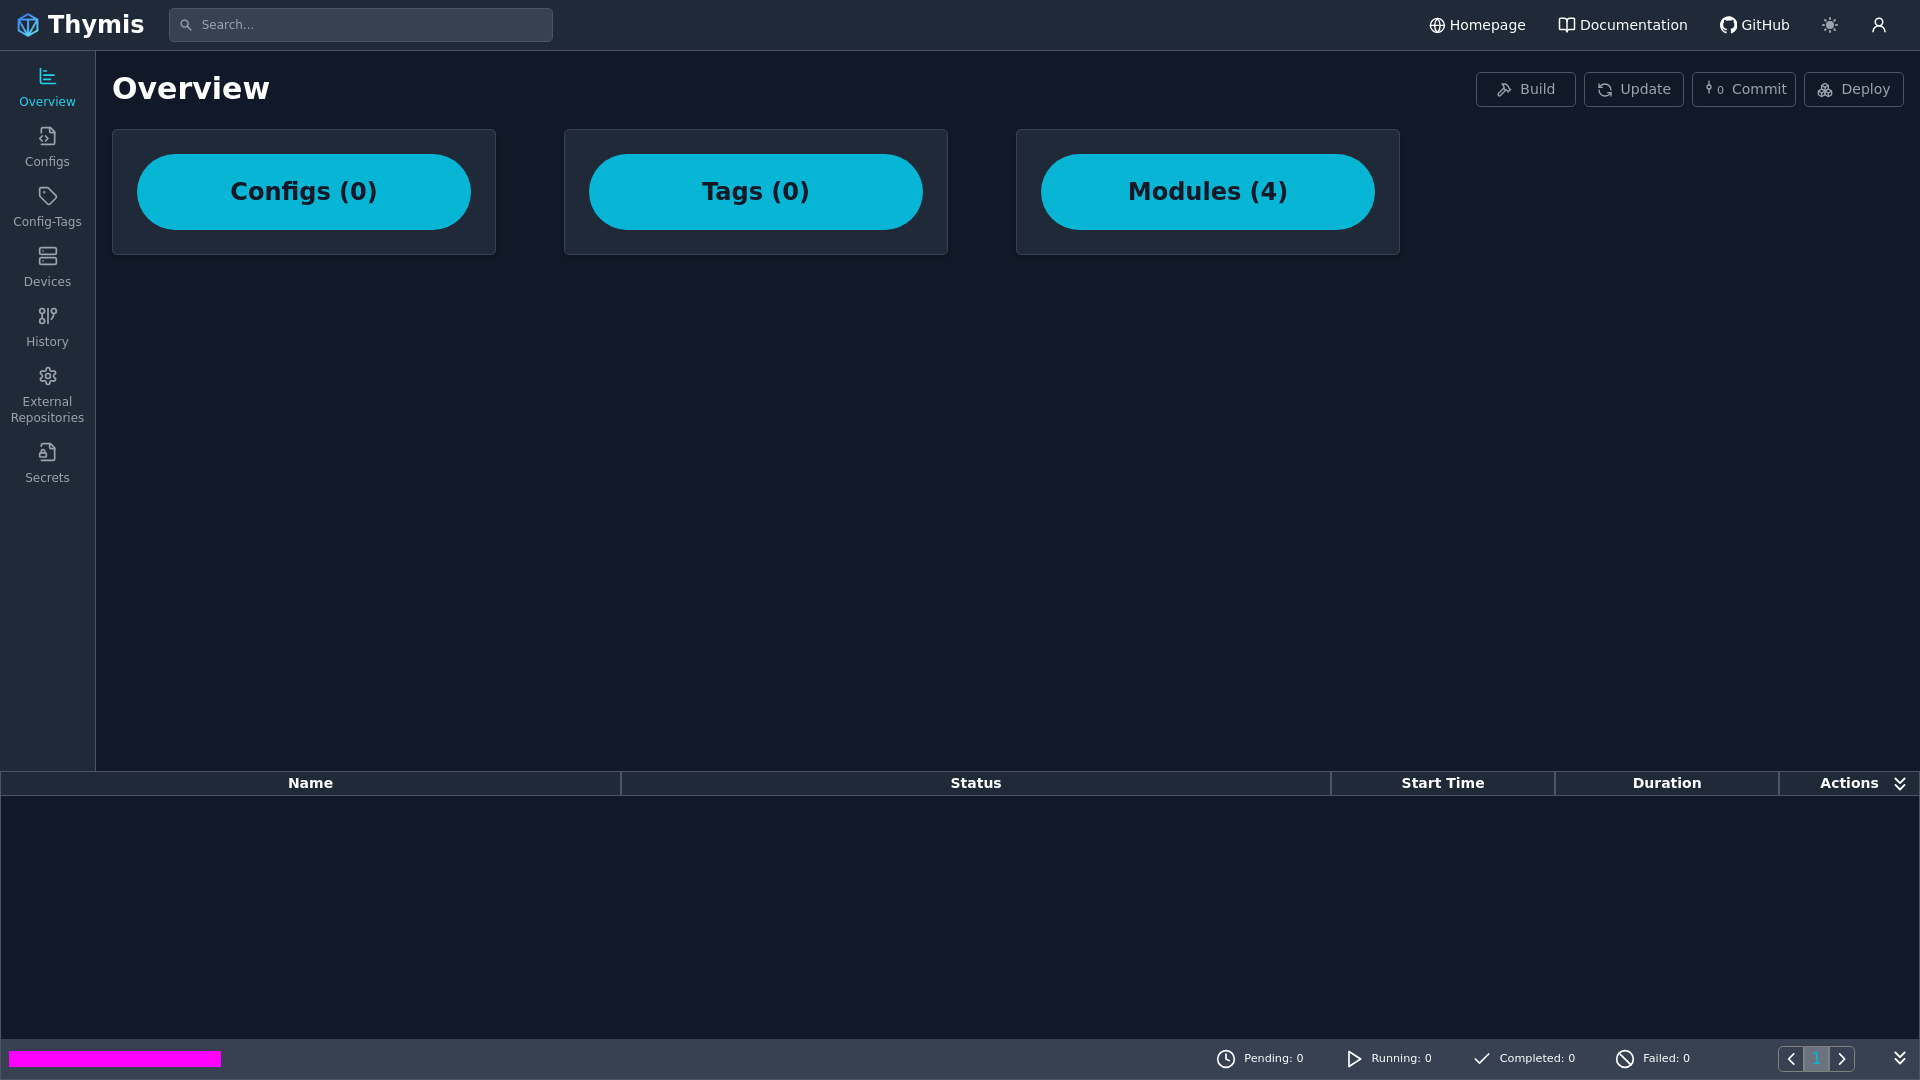 Thymis
Search...
Homepage
Documentation
GitHub
Overview
Configs
Config-Tags
Devices
History
External
Repositories
Secrets
Overview
Build
Update
0 Commit
Deploy
Configs (0)
Tags (0)
Modules (4)
Name
Status
Start Time
Duration
Actions
Pending: 0
Running: 0
Completed: 0
Failed: 0
1